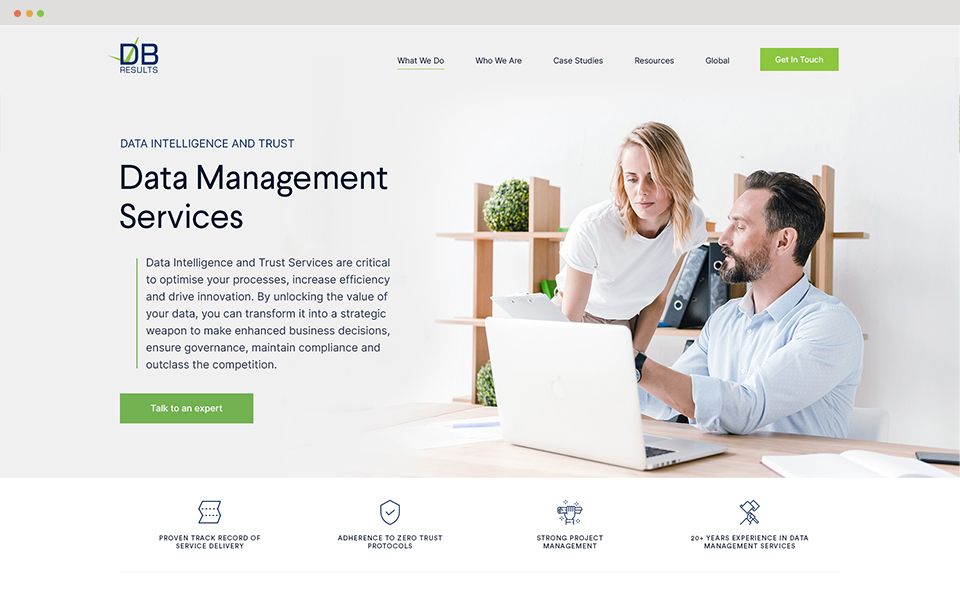 DB
RESULTS
What We Do
Who We Are
Case Studies
Resources
Global
Get In Touch
DATA INTELLIGENCE AND TRUST
Data Management
Services
Data Intelligence and Trust Services are critical
to optimise your processes, increase efficiency
and drive innovation. By unlocking the value of
your data, you can transform it into a strategic
weapon to make enhanced business decisions,
ensure governance, maintain compliance and
outclass the competition.
Talk to an expert
PROVEN TRACK RECORD OF
SERVICE DELIVERY
ADHERENCE TO ZERO TRUST
PROTOCOLS
STRONG PROJECT
MANAGEMENT
20+ YEARS EXPERIENCE IN DATA
MANAGEMENT SERVICES